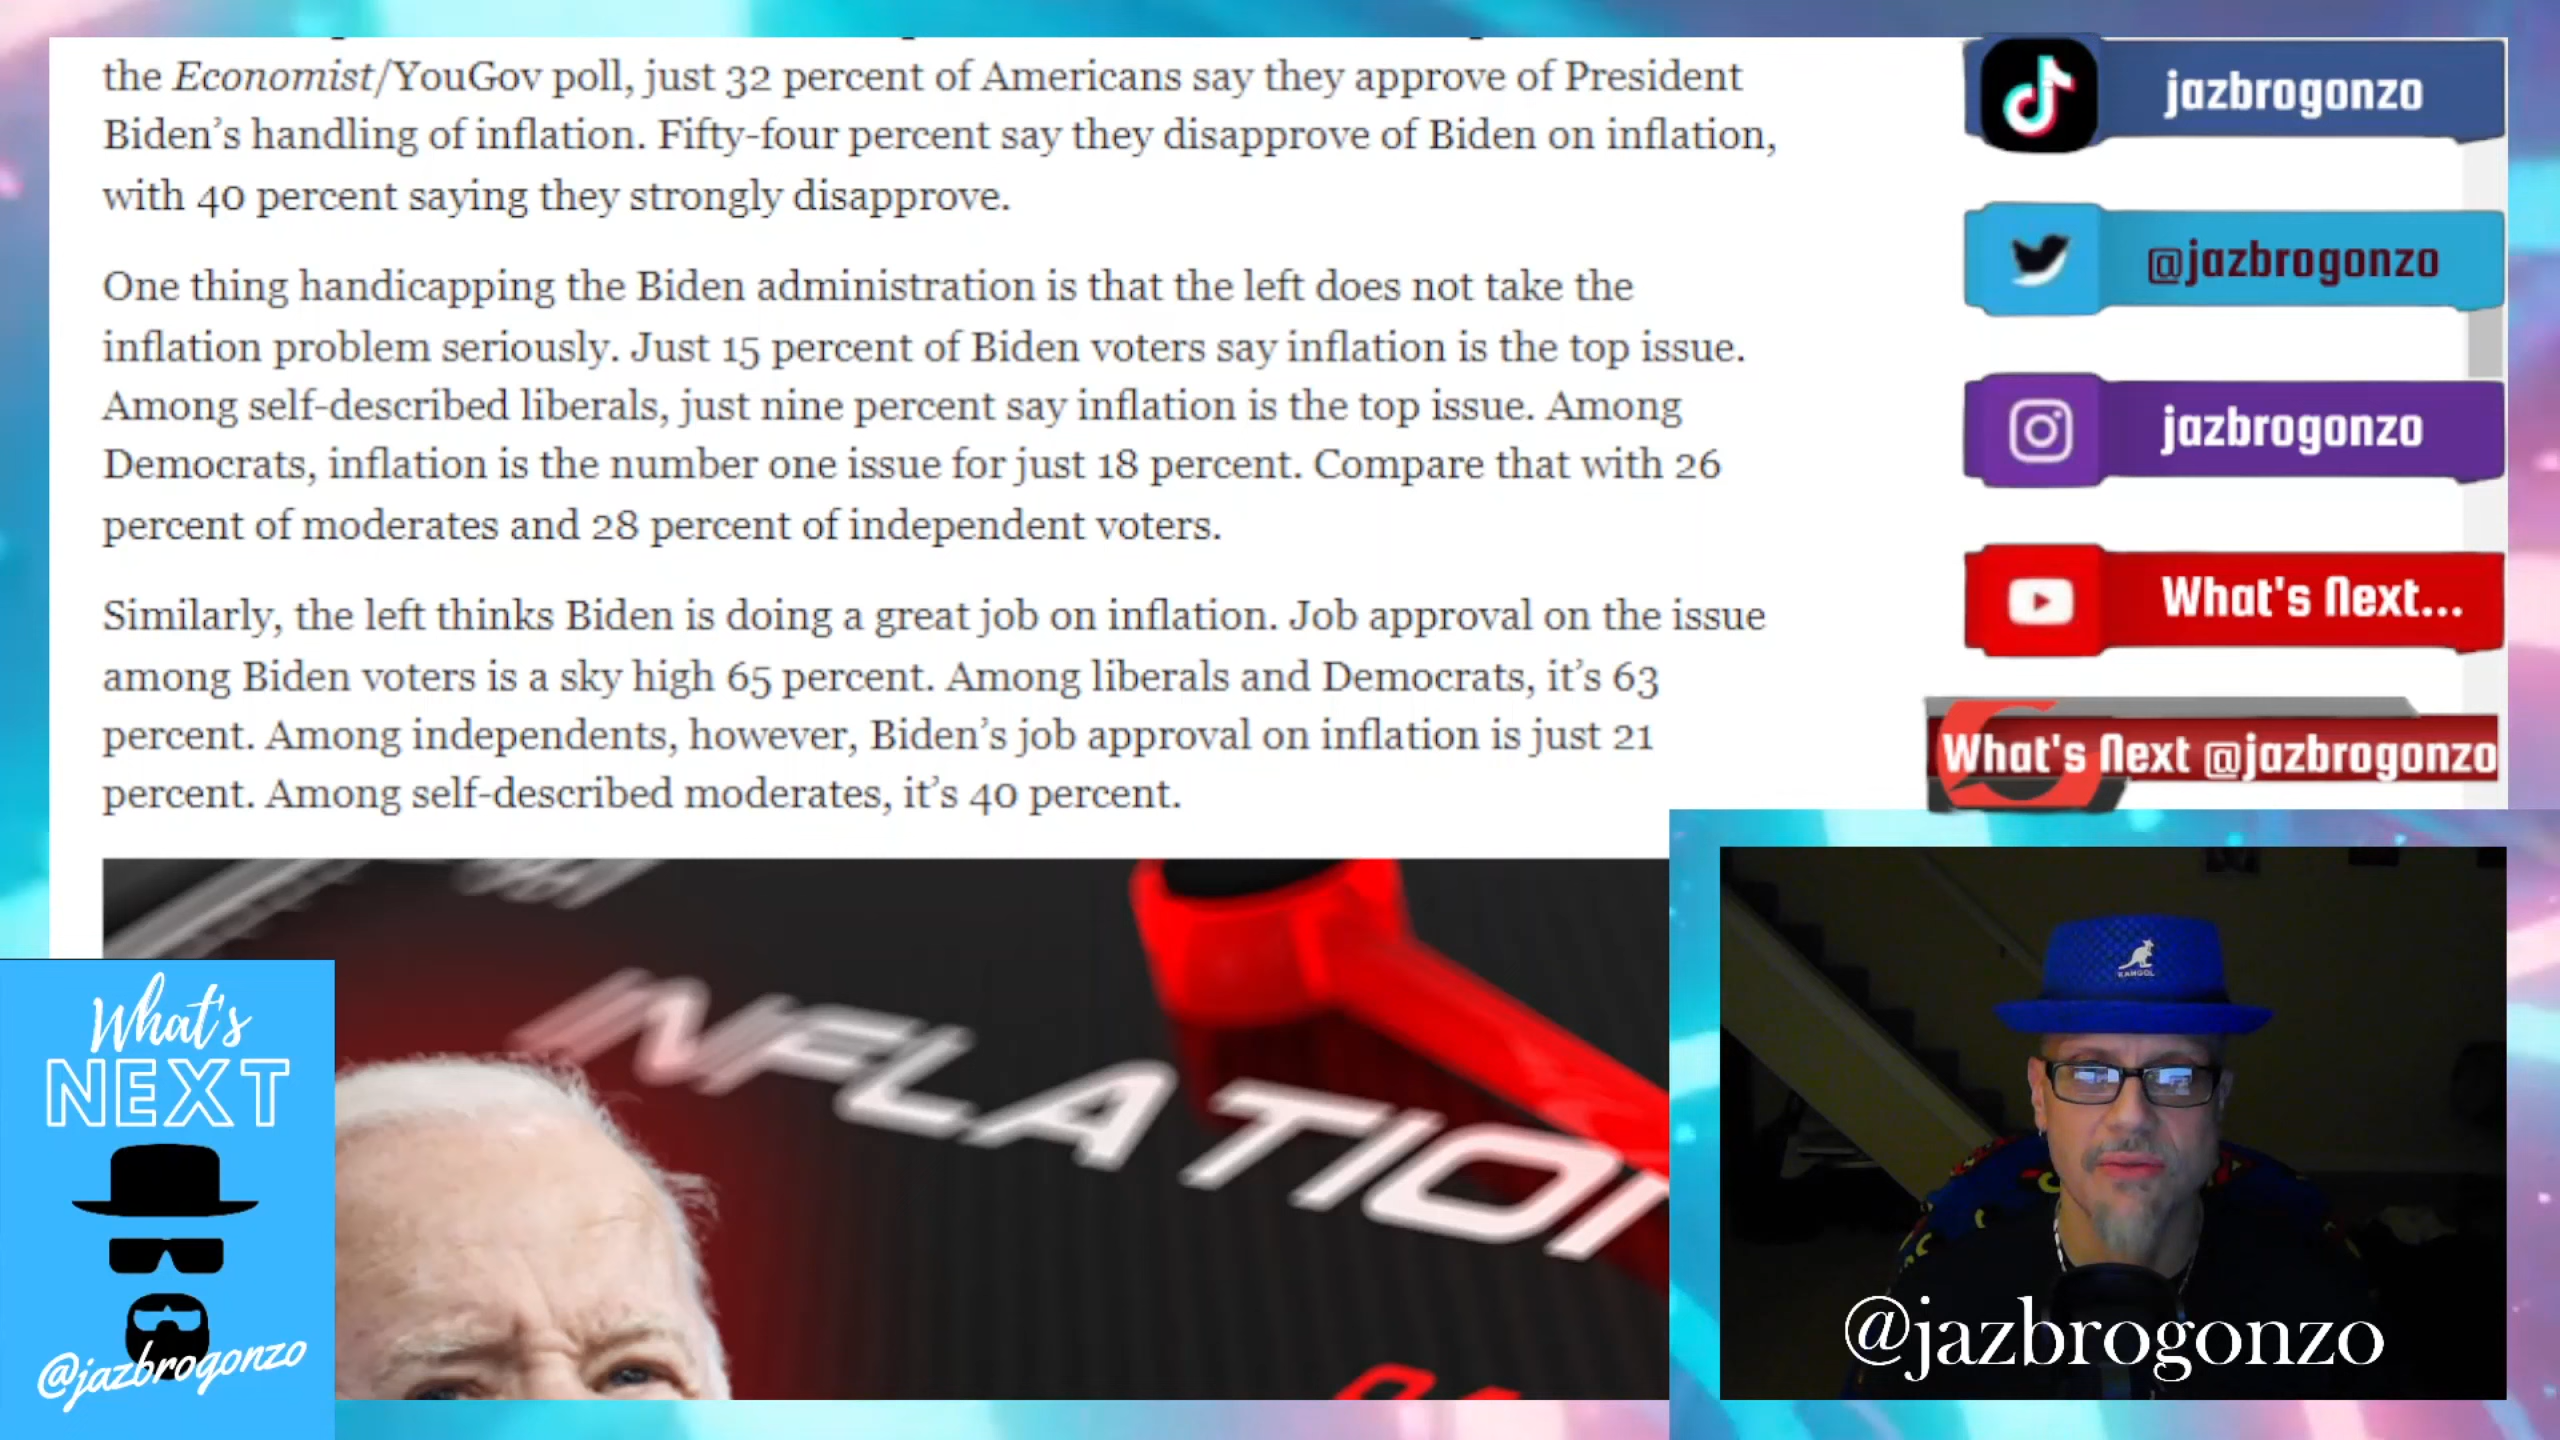 the Economist/YouGov poll, just 32 percent of Americans say they approve of President
Biden’s handling of inflation. Fifty-four percent say they disapprove of Biden on inflation,
with 40 percent saying they strongly disapprove.
One thing handicapping the Biden administration is that the left does not take the
inflation problem seriously. Just 15 percent of Biden voters say inflation is the top issue.
Among self-described liberals, just nine percent say inflation is the top issue. Among
Democrats, inflation is the number one issue for just 18 percent. Compare that with 26
percent of moderates and 28 percent of independent voters.
Similarly, the left thinks Biden is doing a great job on inflation. Job approval on the issue
among Biden voters is a sky high 65 percent. Among liberals and Democrats, it’s 63
percent. Among independents, however, Biden’s job approval on inflation is just 21
percent. Among self-described moderates, it’s 40 percent.
jazbrogonzo
@jazbrogonzo
jazbrogonzo
What's Next...
What's Next @jazbrogonzo
INFLATION
What's
NEXT
@jazbrogonzo
KANGOL
@jazbrogonzo